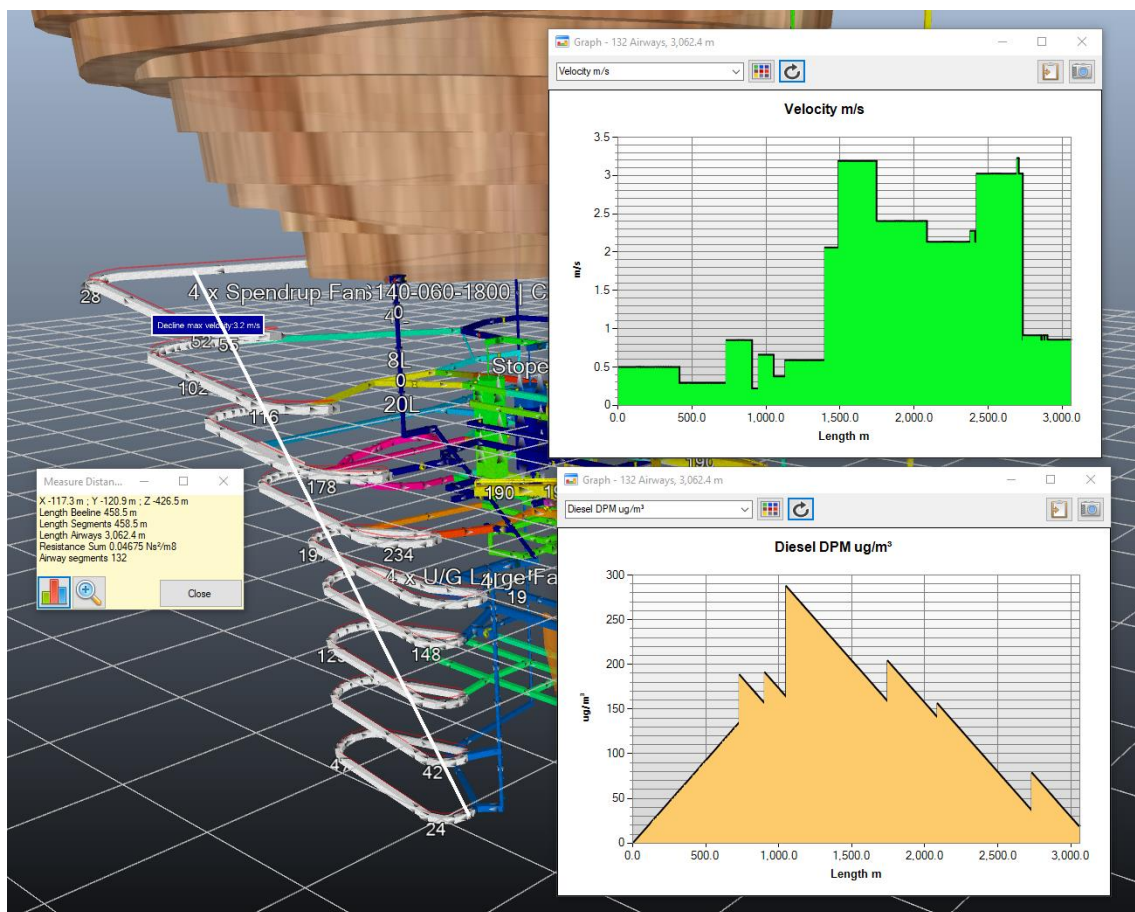 Graph - 132 Airways, 3,062.4 m
Velocity m/s
Velocity m/s
3.5
3
2.5
2
1.5
1
0.5
0
m/s
0.0
500.0
1,000.0
1,500.0
2,000.0
2,500.0
3,000.0
Length m
28
4 x Spendrup Fan
140-060-1800 | C
Decline max velocity:3.2 m/s
52
55
0
8
0
20L
Stope
102
116
190
178
190
19
234
4 x U/G Large Fa
19
148
42
24
Measure Distan...
X -117.3 m ; Y -120.9 m ; Z -426.5 m
Length Beeline 458.5 m
Length Segments 458.5 m
Length Airways 3,062.4 m
Resistance Sum 0.04675 Ns²/m8
Airway segments 132
Close
Graph - 132 Airways, 3,062.4 m
Diesel DPM ug/m³
Diesel DPM ug/m³
300
250
200
150
100
50
0
ug/m³
0.0
500.0
1,000.0
1,500.0
2,000.0
2,500.0
3,000.0
Length m